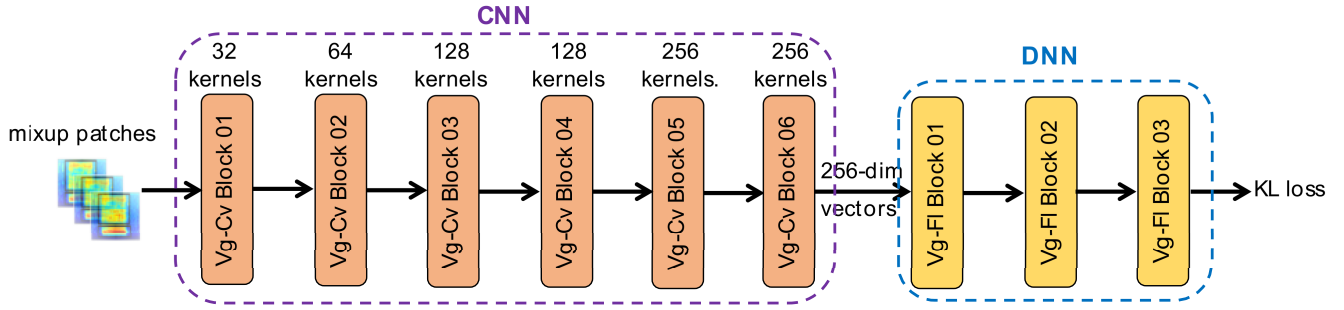 CNN
32
kernels
64
kernels
128
kernels
128
kernels
256
kernels.
256
kernels
DNN
mixup patches
Vg-Cv Block 01
Vg-Cv Block 02
Vg-Cv Block 03
Vg-Cv Block 04
Vg-Cv Block 05
Vg-Cv Block 06
256-dim
vectors
Vg-Fl Block 01
Vg-Fl Block 02
Vg-Fl Block 03
KL loss